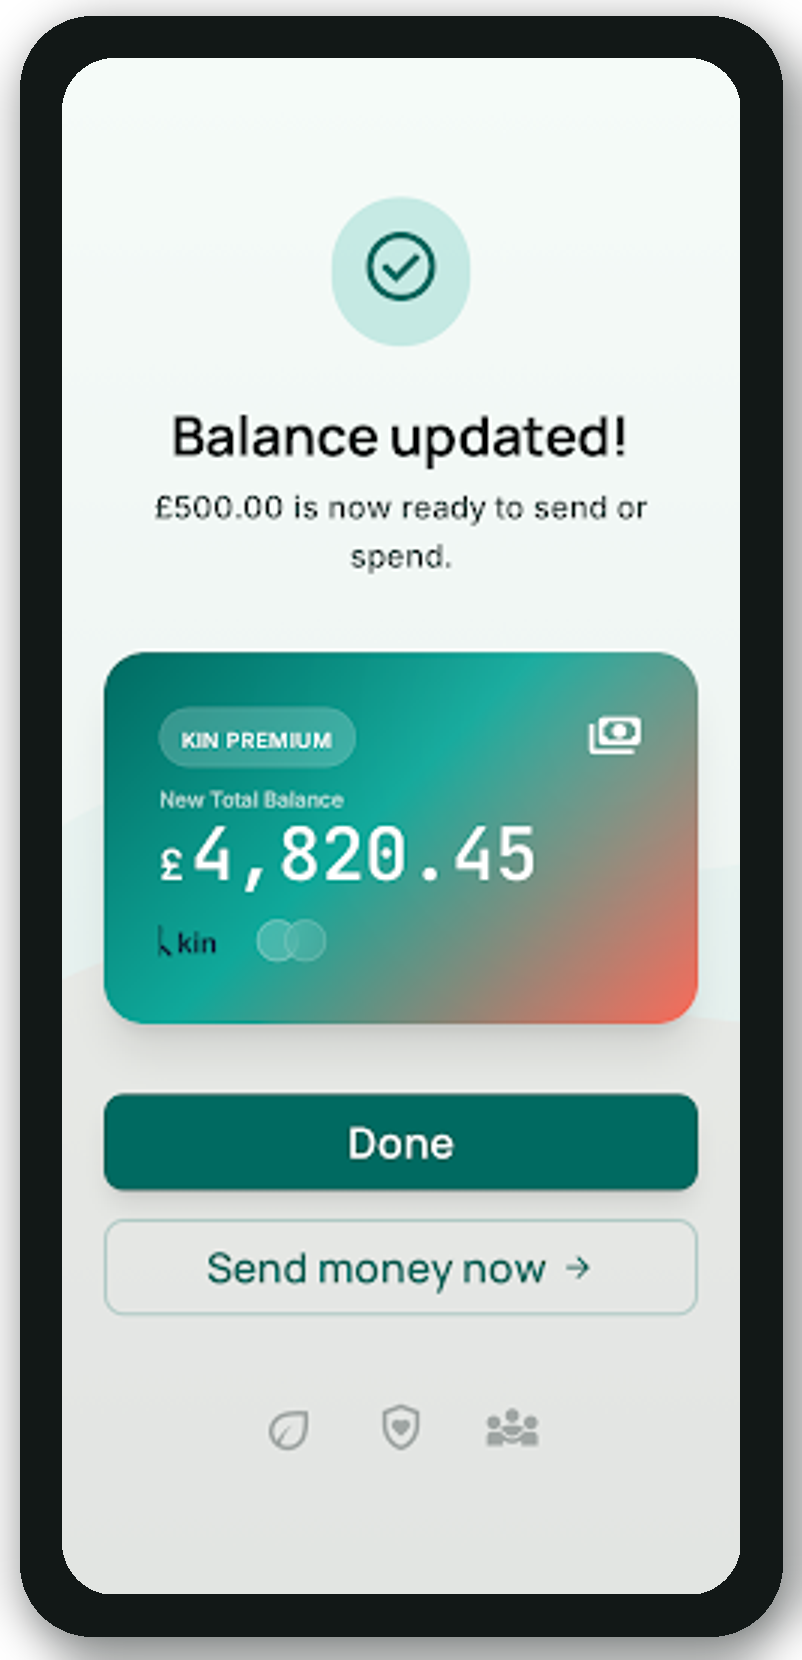 Balance updated!
£500.00 is now ready to send or
spend.
KIN PREMIUM
New Total Balance
£4,820.45
kin
Done
Send money now →